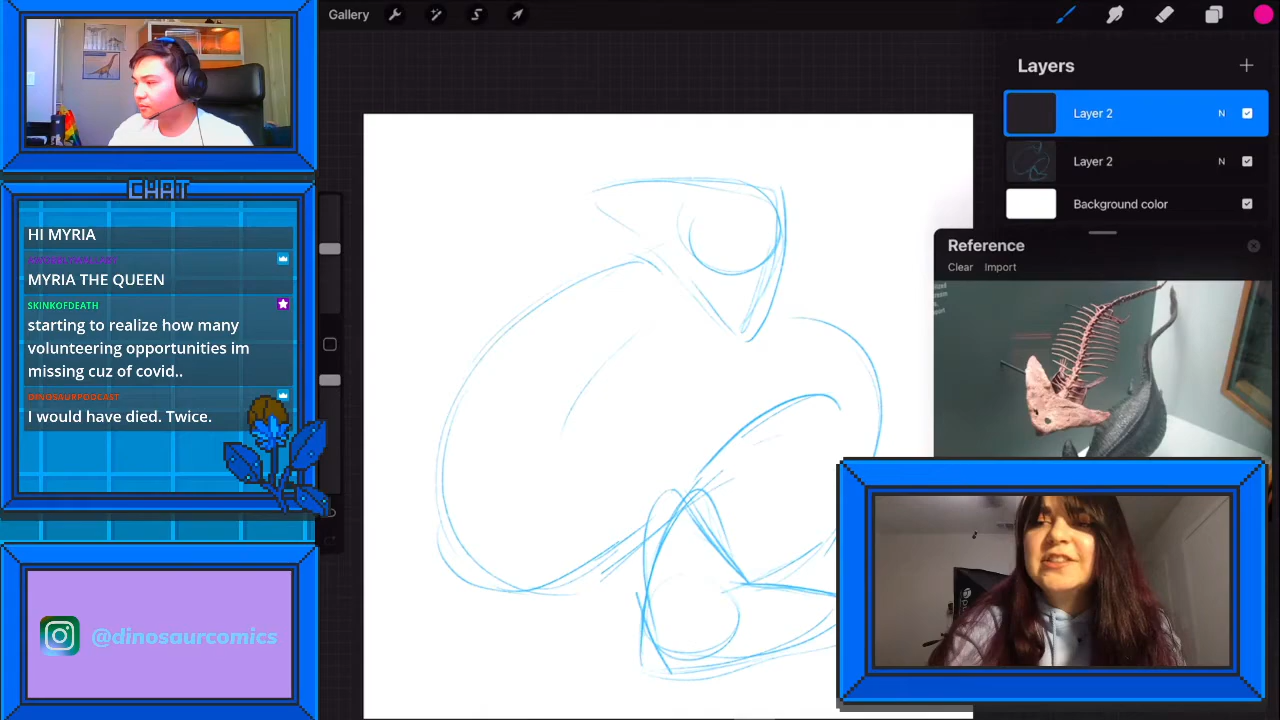 Gallery
Layers
Layer 2
N
Layer 2
N
Background color
Reference
Clear Import
CHAT
HI MYRIA
MYRIA THE QUEEN
SKINKOFDEATH
starting to realize how many
volunteering opportunities im
missing cuz of covid..
DINOSAURPODCAST
I would have died. Twice.
@dinosaurcomics